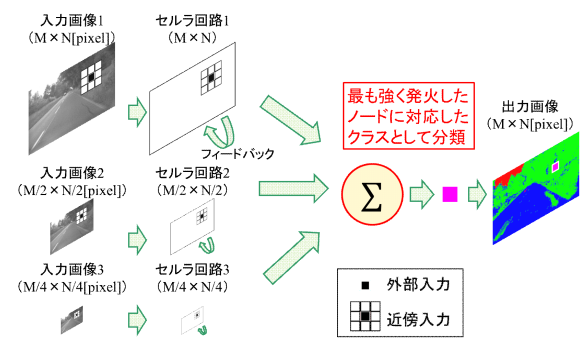 入力画像1
(M×N[pixel])
セルラ回路1
(M×N)
フィードバック
入力画像2
(M/2×N/2[pixel])
セルラ回路2
(M/2×N/2)
入力画像3
(M/4×N/4[pixel])
セルラ回路3
(M/4×N/4)
最も強く発火した
ノードに対応した
クラスとして分類
Σ
出力画像
(M×N[pixel])
外部入力
近傍入力